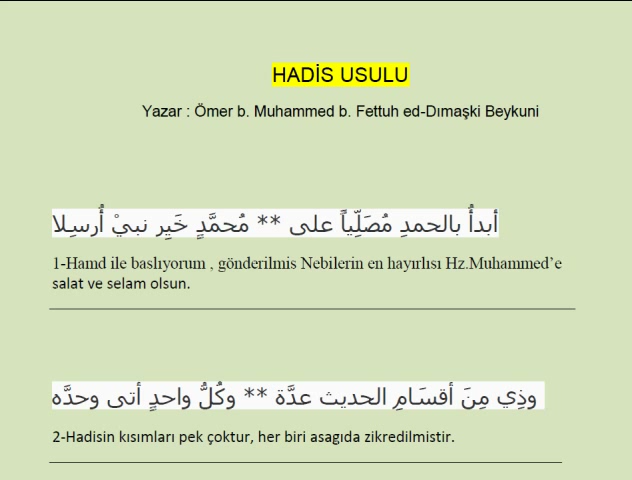 HADİS USULU
Yazar : Ömer b. Muhammed b. Fettuh ed-Dımaşki Beykuni
أبدأُ بالحمدِ مُصَلِّياً على ** مُحمَّدٍ خَيِر نبيْ أُرسِلا
1-Hamd ile baslıyorum , gönderilmis Nebilerin en hayırlısı Hz.Muhammed’e
salat ve selam olsun.
وذِي مِنَ أقسَامِ الحديث عدَّة ** وكُلُّ واحدٍ أتى وحدَّه
2-Hadisin kısımları pek çoktur, her biri asagıda zikredilmistir.